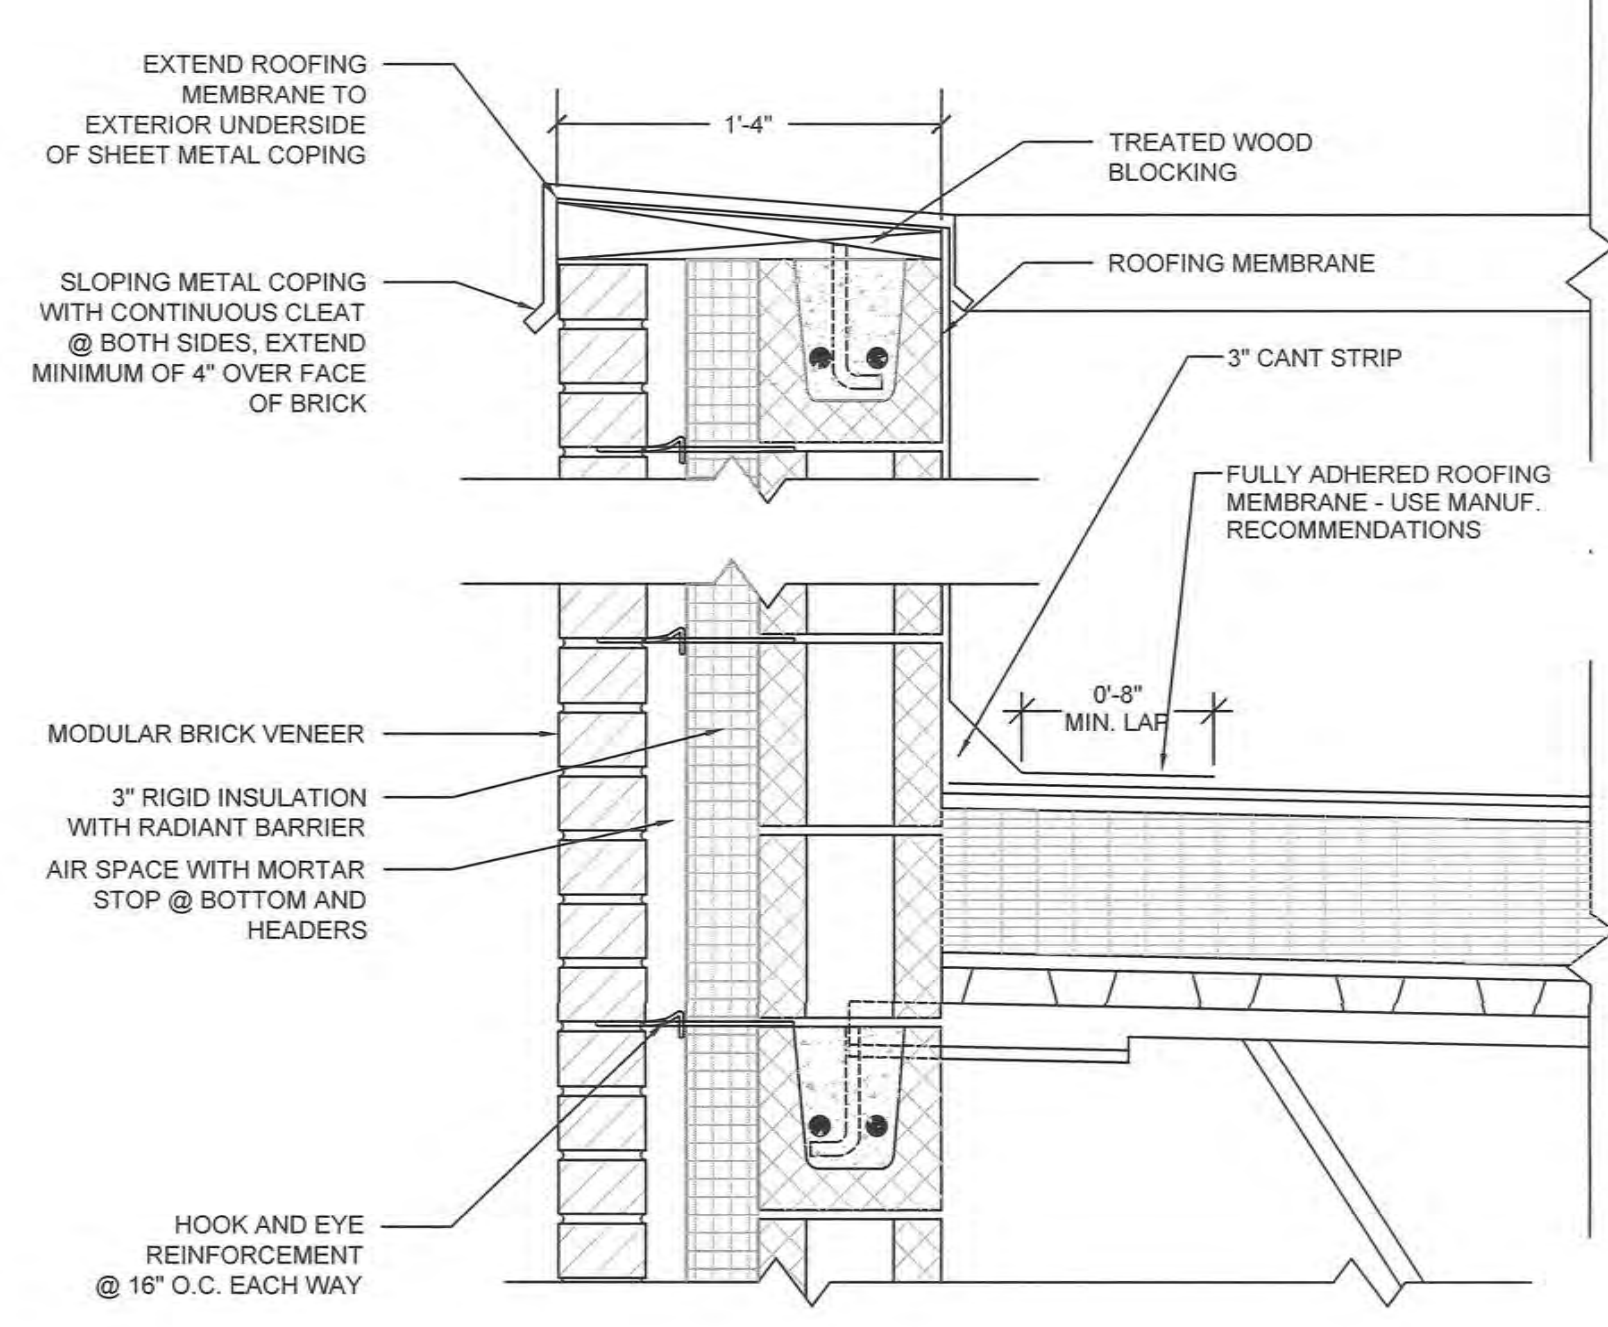 EXTEND ROOFING
MEMBRANE TO
EXTERIOR UNDERSIDE
OF SHEET METAL COPING
1'-4"
TREATED WOOD
BLOCKING
SLOPING METAL COPING
WITH CONTINUOUS CLEAT
@ BOTH SIDES, EXTEND
MINIMUM OF 4" OVER FACE
OF BRICK
ROOFING MEMBRANE
3" CANT STRIP
FULLY ADHERED ROOFING
MEMBRANE - USE MANUF.
RECOMMENDATIONS
0'-8"
MIN. LAP
MODULAR BRICK VENEER
3" RIGID INSULATION
WITH RADIANT BARRIER
AIR SPACE WITH MORTAR
STOP @ BOTTOM AND
HEADERS
HOOK AND EYE
REINFORCEMENT
@ 16" O.C. EACH WAY